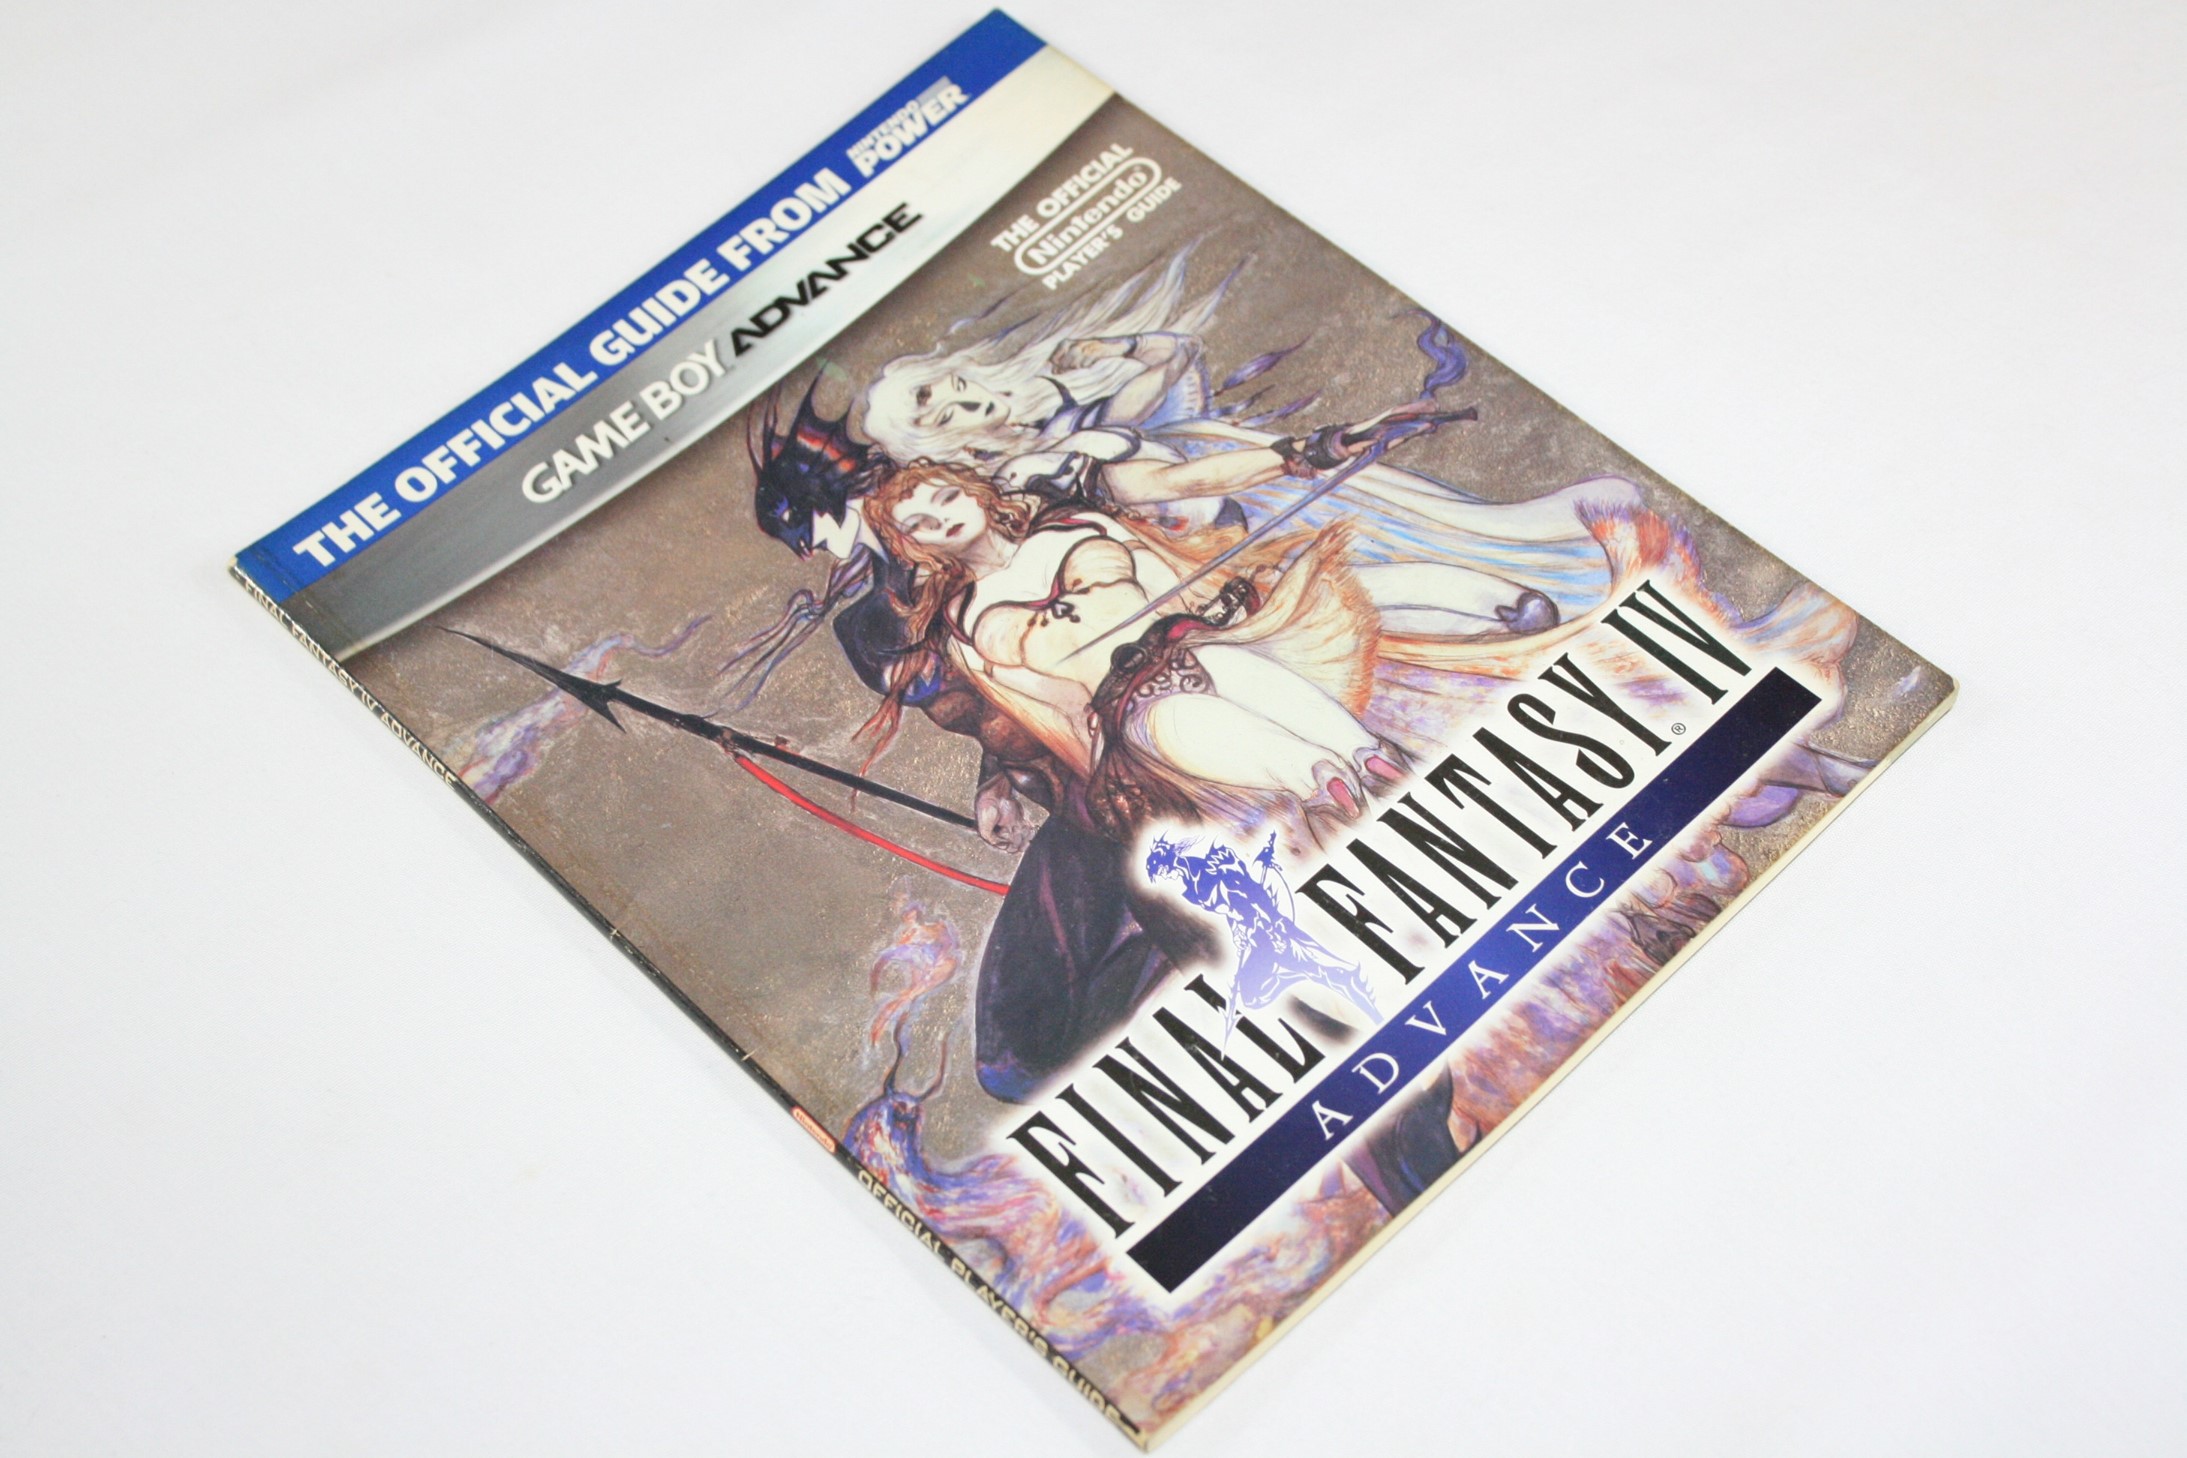 THE OFFICIAL GUIDE FROM NINTENDO POWER
GAME BOY ADVANCE
THE OFFICIAL
Nintendo®
PLAYER'S GUIDE
FINAL FANTASY® IV
ADVANCE
FINAL FANTASY IV ADVANCE
Nintendo
OFFICIAL PLAYER'S GUIDE